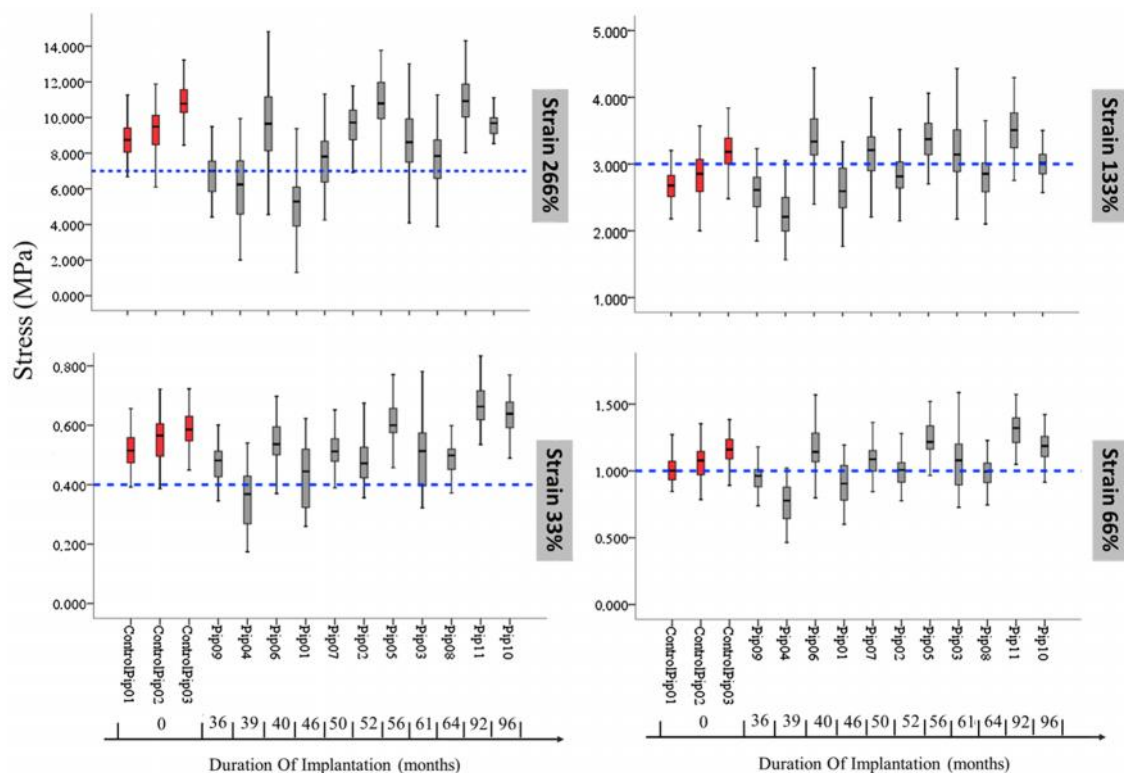 Stress (MPa)
14.000
12.000
10.000
8.000
6.000
4.000
2.000
0.000
Strain 266%
5.000
4.000
3.000
2.000
1.000
Strain 133%
0,800
0,600
0,400
0,200
0,000
Strain 33%
1,500
1.000
0,500
0,000
Strain 66%
ControlPip01
ControlPip02
ControlPip03
Pip09
Pip04
Pip06
Pip01
Pip07
Pip02
Pip05
Pip03
Pip08
Pip11
Pip10
0 36 39 40 46 50 52 56 61 64 92 96
Duration Of Implantation (months)
ControlPip01
ControlPip02
ControlPip03
Pip09
Pip04
Pip06
Pip01
Pip07
Pip02
Pip05
Pip03
Pip08
Pip11
Pip10
0 36 39 40 46 50 52 56 61 64 92 96
Duration Of Implantation (months)